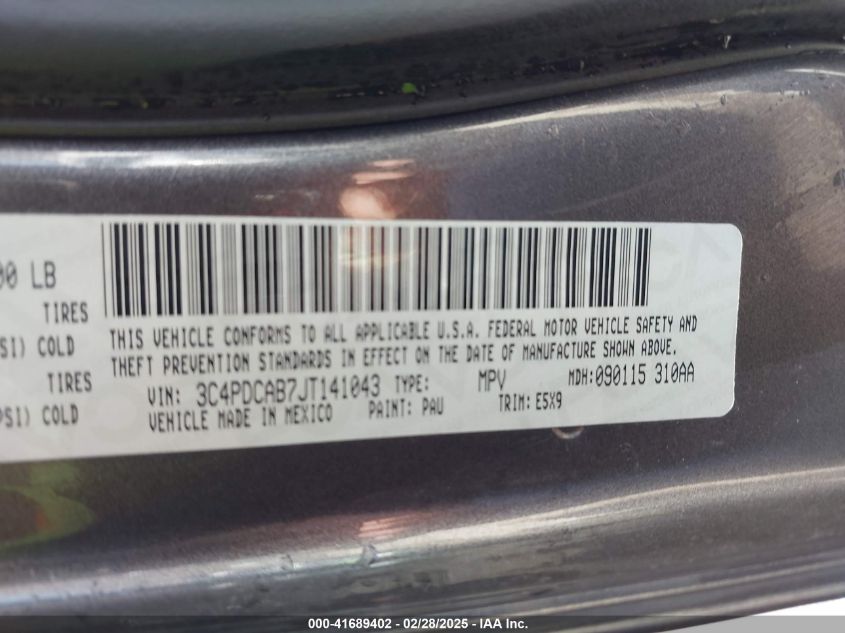 00 LB
TIRES
SI) COLD
TIRES
PSI) COLD
THIS VEHICLE CONFORMS TO ALL APPLICABLE U.S.A. FEDERAL MOTOR VEHICLE SAFETY AND
THEFT PREVENTION STANDARDS IN EFFECT ON THE DATE OF MANUFACTURE SHOWN ABOVE.
VIN: 3C4PDCAB7JT141043 TYPE: MPV MDH:090115 310AA
VEHICLE MADE IN MEXICO PAINT: PAU TRIM: E5X9
000-41689402 - 02/28/2025 - IAA Inc.